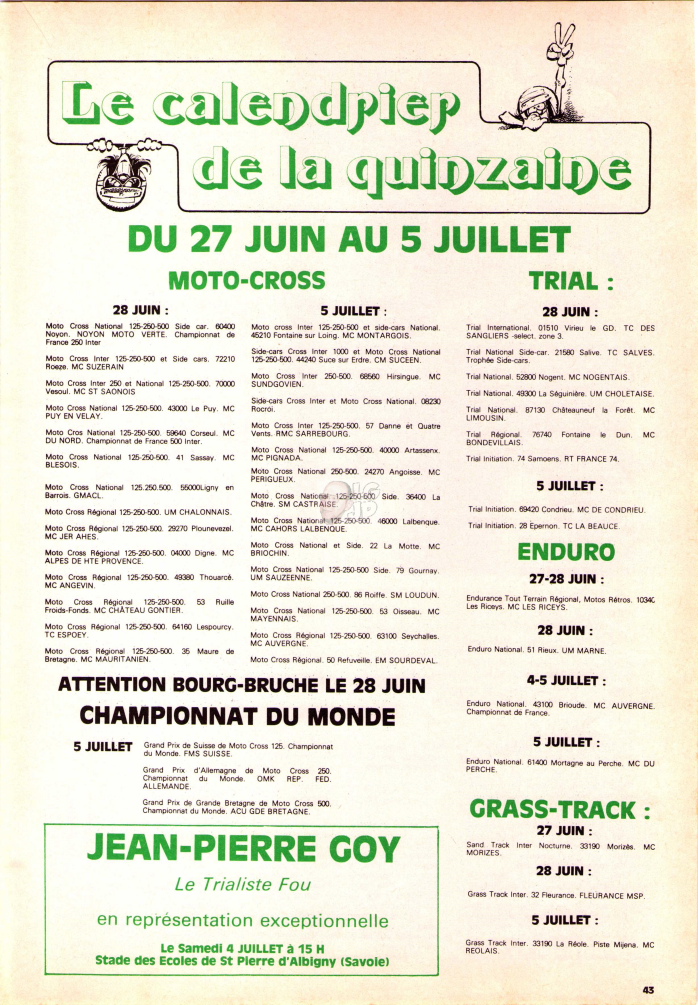 Le calendrier
de la quinzaine
DU 27 JUIN AU 5 JUILLET
MOTO-CROSS
28 JUIN :
Moto Cross National 125-250-500 Side car. 60400
Noyon. NOYON MOTO VERTE. Championnat de
France 250 Inter
Moto Cross Inter 125-250-500 et Side cars. 72210
Roeze. MC SUZERAIN
Moto Cross Inter 250 et National 125-250-500. 70000
Vesoul. MC ST SAONOIS
Moto Cross National 125-250-500. 43000 Le Puy. MC
PUY EN VELAY.
Moto Cros National 125-250-500. 59640 Corseul. MC
DU NORD. Championnat de France 500 Inter.
Moto Cross National 125-250-500. 41 Sassay. MC
BLESOIS.
Moto Cross National 125.250.500. 55000Ligny en
Barrois. GMACL.
Moto Cross Régional 125-250-500. UM CHALONNAIS.
Moto Cross Régional 125-250-500. 29270 Plounevezel.
MC JER AHES.
Moto Cross Régional 125-250-500. 04000 Digne. MC
ALPES DE HTE PROVENCE.
Moto Cross Régional 125-250-500. 49380 Thouarcé.
MC ANGEVIN.
Moto Cross Régional 125-250-500. 53 Ruille
Froids-Fonds. MC CHÂTEAU GONTIER.
Moto Cross Régional 125-250-500. 64160 Lespourcy.
TC ESPOEY.
Moto Cross Régional 125-250-500. 35 Maure de
Bretagne. MC MAURITANIEN.
5 JUILLET :
Moto cross Inter 125-250-500 et side-cars National.
45210 Fontaine sur Loing. MC MONTARGOIS.
Side-cars Cross Inter 1000 et Moto Cross National
125-250-500. 44240 Suce sur Erdre. CM SUCEEN.
Moto Cross Inter 250-500. 68560 Hirsingue. MC
SUNDGOVIEN.
Side-cars Cross Inter et Moto Cross National. 08230
Rocroi.
Moto Cross Inter 125-250-500. 57 Danne et Quatre
Vents. RMC SARREBOURG.
Moto Cross National 125-250-500. 40000 Artassenx.
MC PIGNADA.
Moto Cross National 250-500. 24270 Angoisse. MC
PERIGUEUX.
Moto Cross National 125-250-500. Side. 36400 La
Châtre. SM CASTRAISE.
Moto Cross National 125-250-500. 46000 Lalbenque.
MC CAHORS LALBENQUE.
Moto Cross National et Side. 22 La Motte. MC
BRIOCHIN.
Moto Cross National 125-250-500 Side. 79 Gournay.
UM SAUZEENNE.
Moto Cross National 250-500. 86 Roiffe. SM LOUDUN.
Moto Cross National 125-250-500. 53 Oisseau. MC
MAYENNAIS.
Moto Cross Régional 125-250-500. 63100 Seychalles.
MC AUVERGNE.
Moto Cross Régional. 50 Refuveille. EM SOURDEVAL.
ATTENTION BOURG-BRUCHE LE 28 JUIN
CHAMPIONNAT DU MONDE
5 JUILLET
Grand Prix de Suisse de Moto Cross 125. Championnat
du Monde. FMS SUISSE.
Grand Prix d'Allemagne de Moto Cross 250.
Championnat du Monde. OMK REP. FED.
ALLEMANDE.
Grand Prix de Grande Bretagne de Moto Cross 500.
Championnat du Monde. ACU GDE BRETAGNE.
JEAN-PIERRE GOY
Le Trialiste Fou
en représentation exceptionnelle
Le Samedi 4 JUILLET à 15 H
Stade des Ecoles de St Pierre d'Albigny (Savoie)
TRIAL :
28 JUIN :
Trial International. 01510 Virieu le GD. TC DES
SANGLIERS -select. zone 3.
Trial National Side-car. 21580 Salive. TC SALVES.
Trophée Side-cars.
Trial National. 52800 Nogent. MC NOGENTAIS.
Trial National. 49300 La Séguinière. UM CHOLETAISE.
Trial National. 87130 Châteauneuf la Forêt. MC
LIMOUSIN.
Trial Régional. 76740 Fontaine le Dun. MC
BONDEVILLAIS.
Trial Initiation. 74 Samoens. RT FRANCE 74.
5 JUILLET :
Trial Initiation. 69420 Condrieu. MC DE CONDRIEU.
Trial Initiation. 28 Epernon. TC LA BEAUCE.
ENDURO
27-28 JUIN :
Endurance Tout Terrain Régional, Motos Rétros. 10340
Les Riceys. MC LES RICEYS.
28 JUIN :
Enduro National. 51 Rieux. UM MARNE.
4-5 JUILLET :
Enduro National. 43100 Brioude. MC AUVERGNE.
Championnat de France.
5 JUILLET :
Enduro National. 61400 Mortagne au Perche. MC DU
PERCHE.
GRASS-TRACK :
27 JUIN :
Sand Track Inter Nocturne. 33190 Morizès. MC
MORIZES.
28 JUIN :
Grass Track Inter. 32 Fleurance. FLEURANCE MSP.
5 JUILLET :
Grass Track Inter. 33190 La Réole. Piste Mijena. MC
REOLAIS.
43